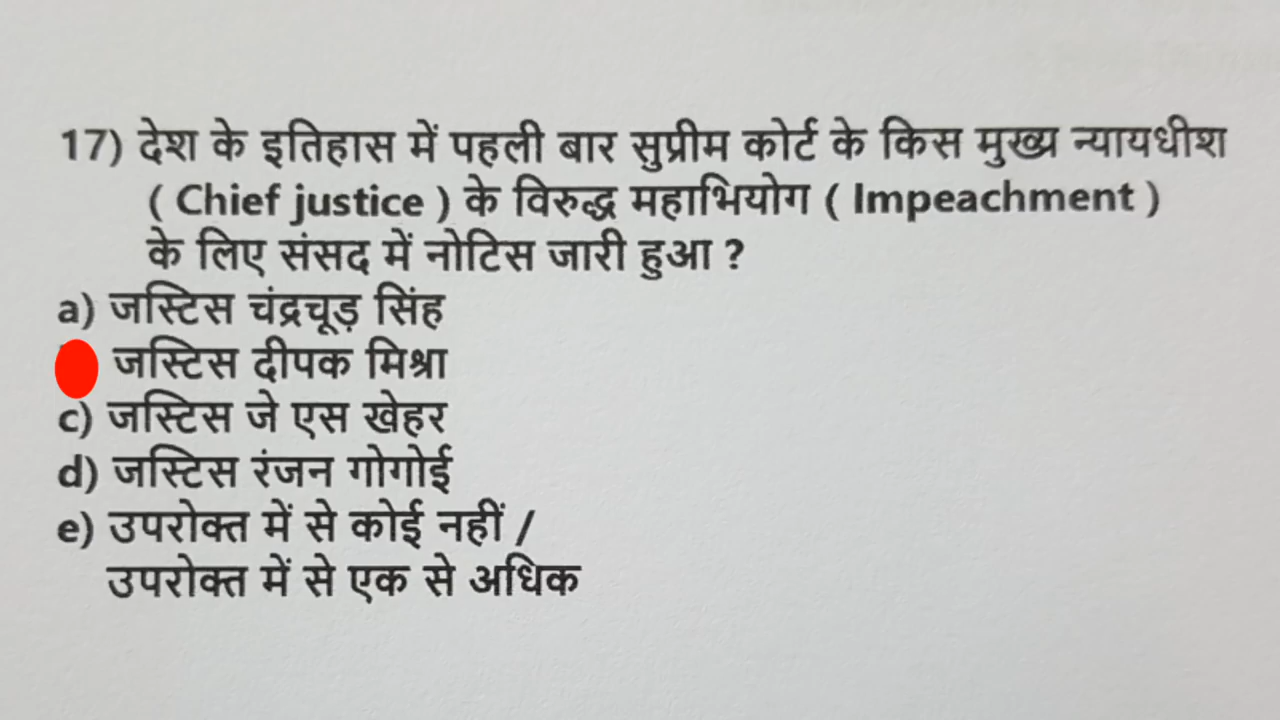 17) देश के इतिहास में पहली बार सुप्रीम कोर्ट के किस मुख्य न्यायधीश
( Chief justice ) के विरुद्ध महाभियोग ( Impeachment )
के लिए संसद में नोटिस जारी हुआ ?
a) जस्टिस चंद्रचूड़ सिंह
जस्टिस दीपक मिश्रा
c) जस्टिस जे एस खेहर
d) जस्टिस रंजन गोगोई
e) उपरोक्त में से कोई नहीं /
उपरोक्त में से एक से अधिक